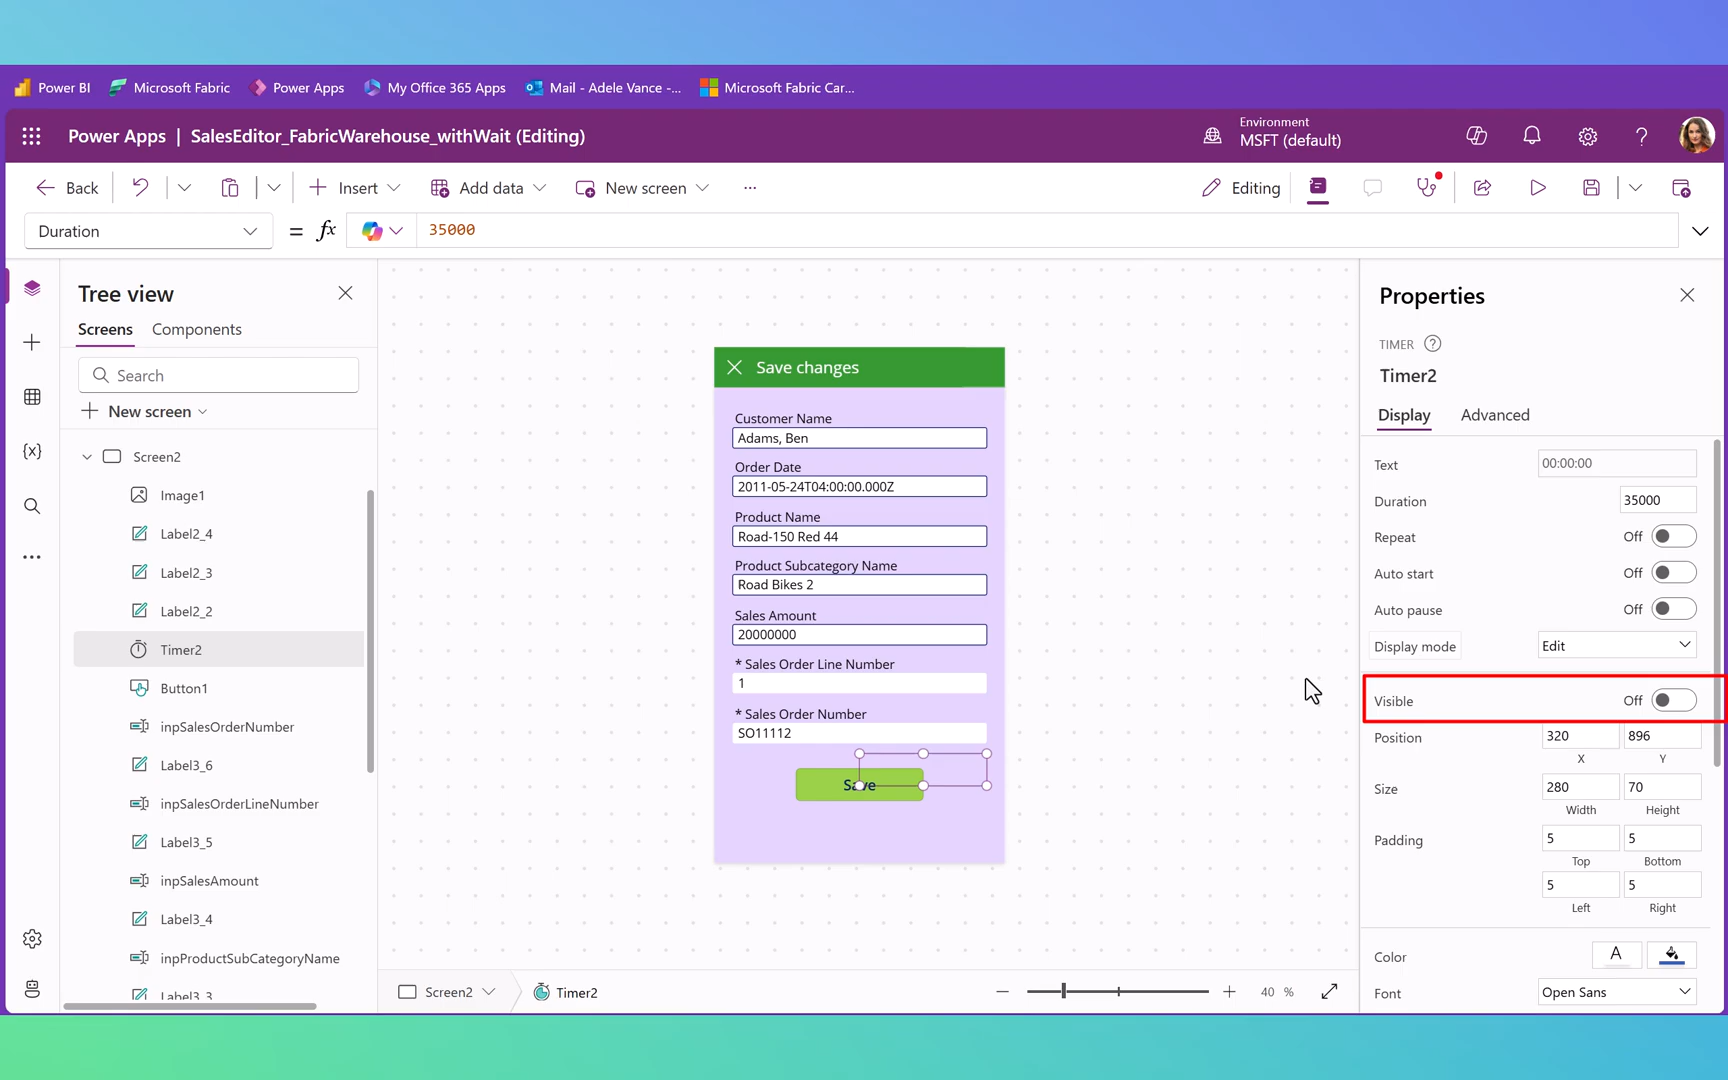 Power BI
Microsoft Fabric
Power Apps
My Office 365 Apps
Mail - Adele Vance -...
Microsoft Fabric Car...
Power Apps | SalesEditor_FabricWarehouse_withWait (Editing)
Environment
MSFT (default)
?
Back
Insert
Add data
New screen
...
Editing
Duration
= fx
35000
Tree view
Screens
Components
Search
New screen
Screen2
Image1
Label2_4
Label2_3
Label2_2
Timer2
Button1
inpSalesOrderNumber
Label3_6
inpSalesOrderLineNumber
Label3_5
inpSalesAmount
Label3_4
inpProductSubCategoryName
Label3_3
Save changes
Customer Name
Adams, Ben
Order Date
2011-05-24T04:00:00.000Z
Product Name
Road-150 Red 44
Product Subcategory Name
Road Bikes 2
Sales Amount
20000000
* Sales Order Line Number
1
* Sales Order Number
SO11112
Save
Screen2
Timer2
40 %
Properties
TIMER ?
Timer2
Display
Advanced
Text
00:00:00
Duration
35000
Repeat
Off
Auto start
Off
Auto pause
Off
Display mode
Edit
Visible
Off
Position
320
896
X
Y
Size
280
70
Width
Height
Padding
5
5
Top
Bottom
5
5
Left
Right
Color
A
Font
Open Sans